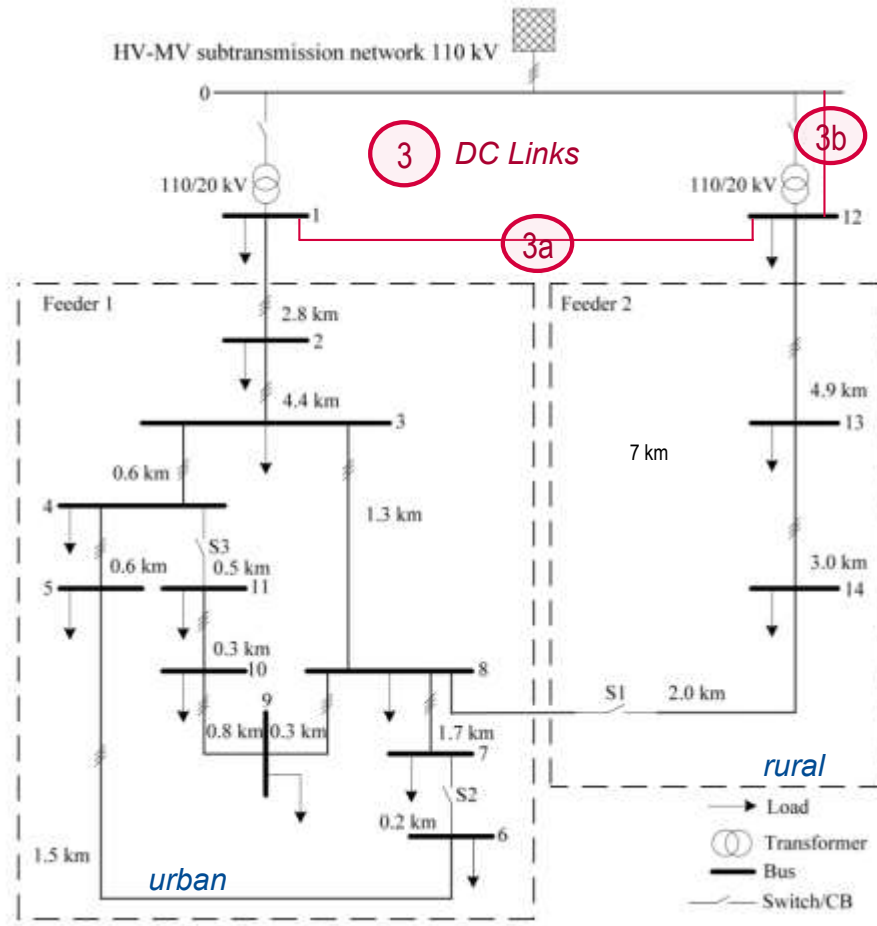 HV-MV subtransmission network 110 kV
0
3
DC Links
3b
110/20 kV
110/20 kV
1
12
3a
Feeder 1
Feeder 2
2.8 km
2
4.4 km
4.9 km
3
13
7 km
0.6 km
4
1.3 km
S3
0.6 km
0.5 km
3.0 km
5
11
14
0.3 km
10
8
9
S1
2.0 km
0.8 km
0.3 km
1.7 km
7
rural
S2
Load
0.2 km
6
Transformer
1.5 km
urban
Bus
Switch/CB